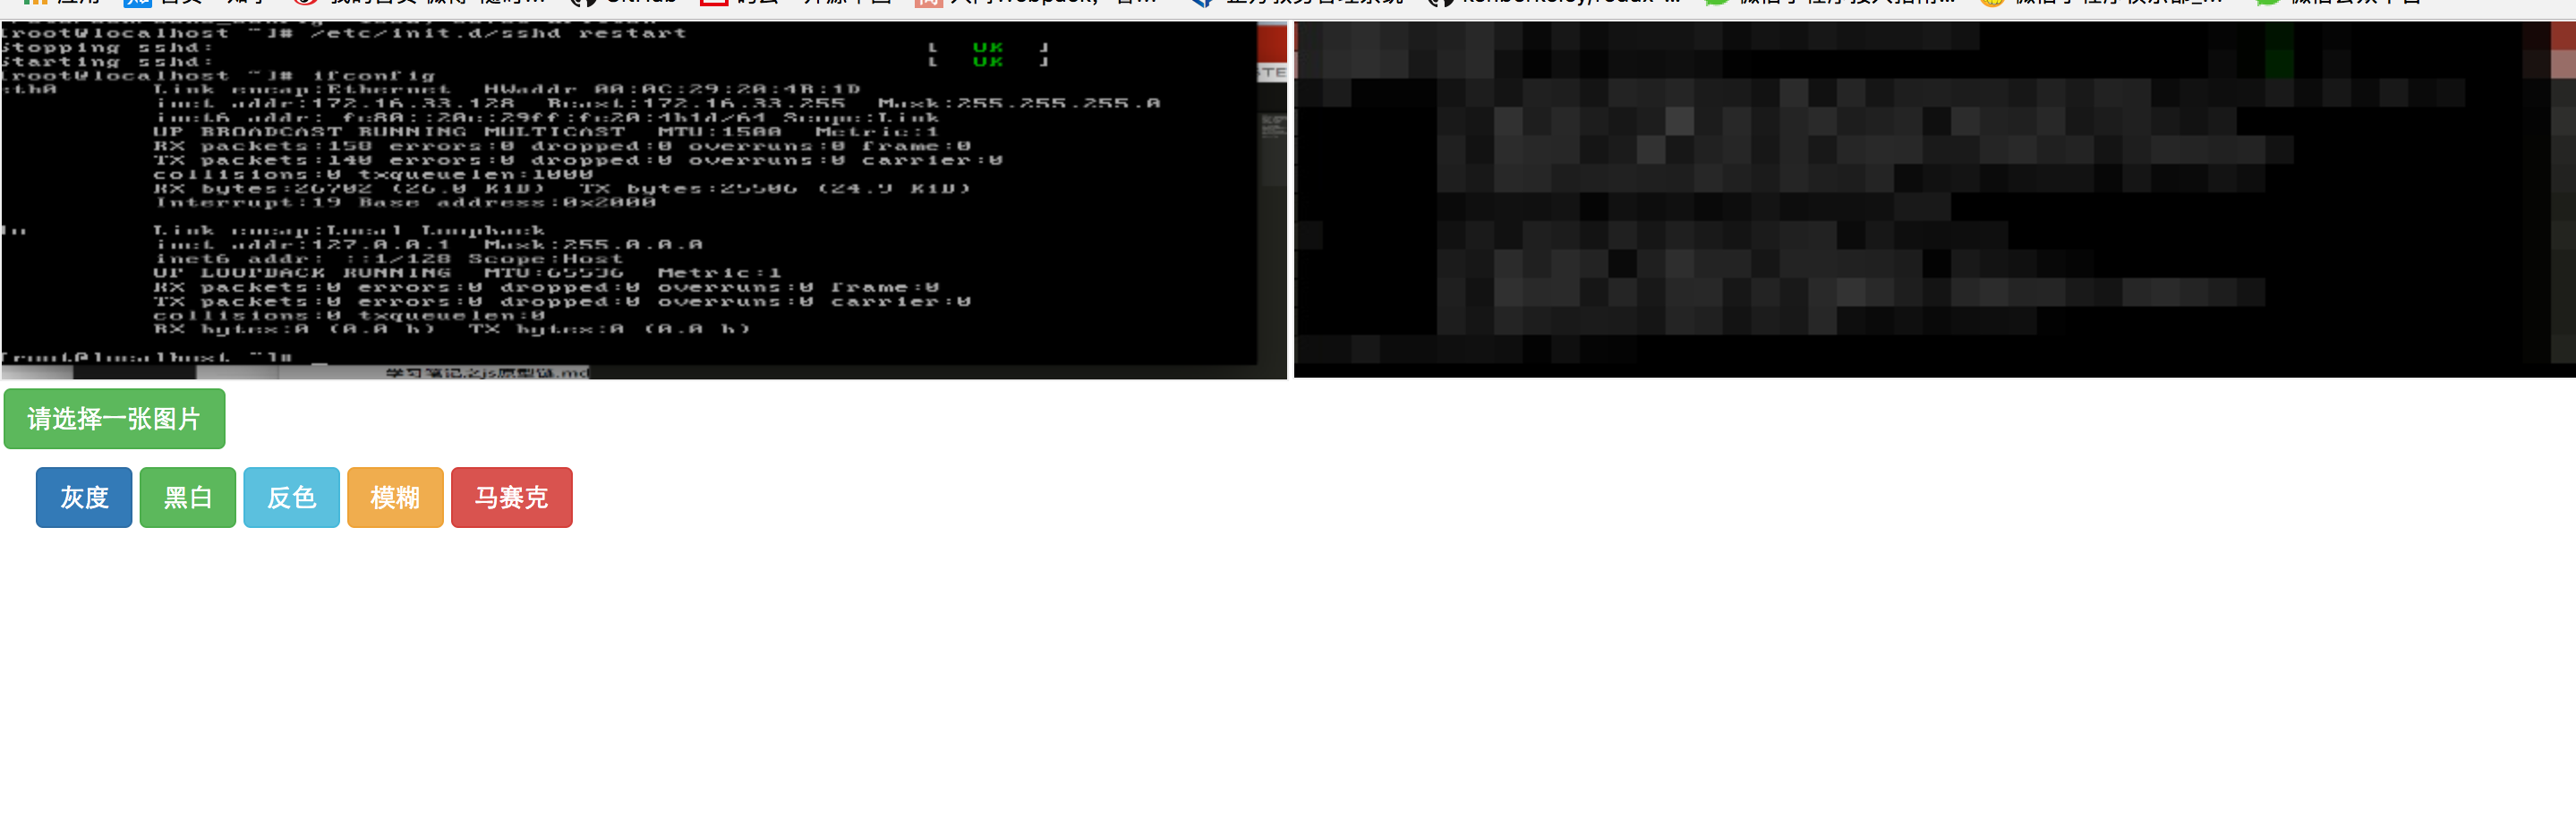 GitHub
[root@localhost ~]# /etc/init.d/sshd restart
Stopping sshd: [ OK ]
Starting sshd: [ OK ]
[root@localhost ~]# ifconfig
eth0 Link encap:Ethernet HWaddr 00:0C:29:20:4B:1D
inet addr:172.16.33.128 Bcast:172.16.33.255 Mask:255.255.255.0
inet6 addr: fe80::20c:29ff:fe20:4b1d/64 Scope:Link
UP BROADCAST RUNNING MULTICAST MTU:1500 Metric:1
RX packets:158 errors:0 dropped:0 overruns:0 frame:0
TX packets:140 errors:0 dropped:0 overruns:0 carrier:0
collisions:0 txqueuelen:1000
RX bytes:26702 (26.0 KiB) TX bytes:25506 (24.9 KiB)
Interrupt:19 Base address:0x2000
lo Link encap:Local Loopback
inet addr:127.0.0.1 Mask:255.0.0.0
inet6 addr: ::1/128 Scope:Host
UP LOOPBACK RUNNING MTU:65536 Metric:1
RX packets:0 errors:0 dropped:0 overruns:0 frame:0
TX packets:0 errors:0 dropped:0 overruns:0 carrier:0
collisions:0 txqueuelen:0
RX bytes:0 (0.0 b) TX bytes:0 (0.0 b)
[root@localhost ~]# _
学习笔记之js原型链.md
请选择一张图片
灰度 黑白 反色 模糊 马赛克